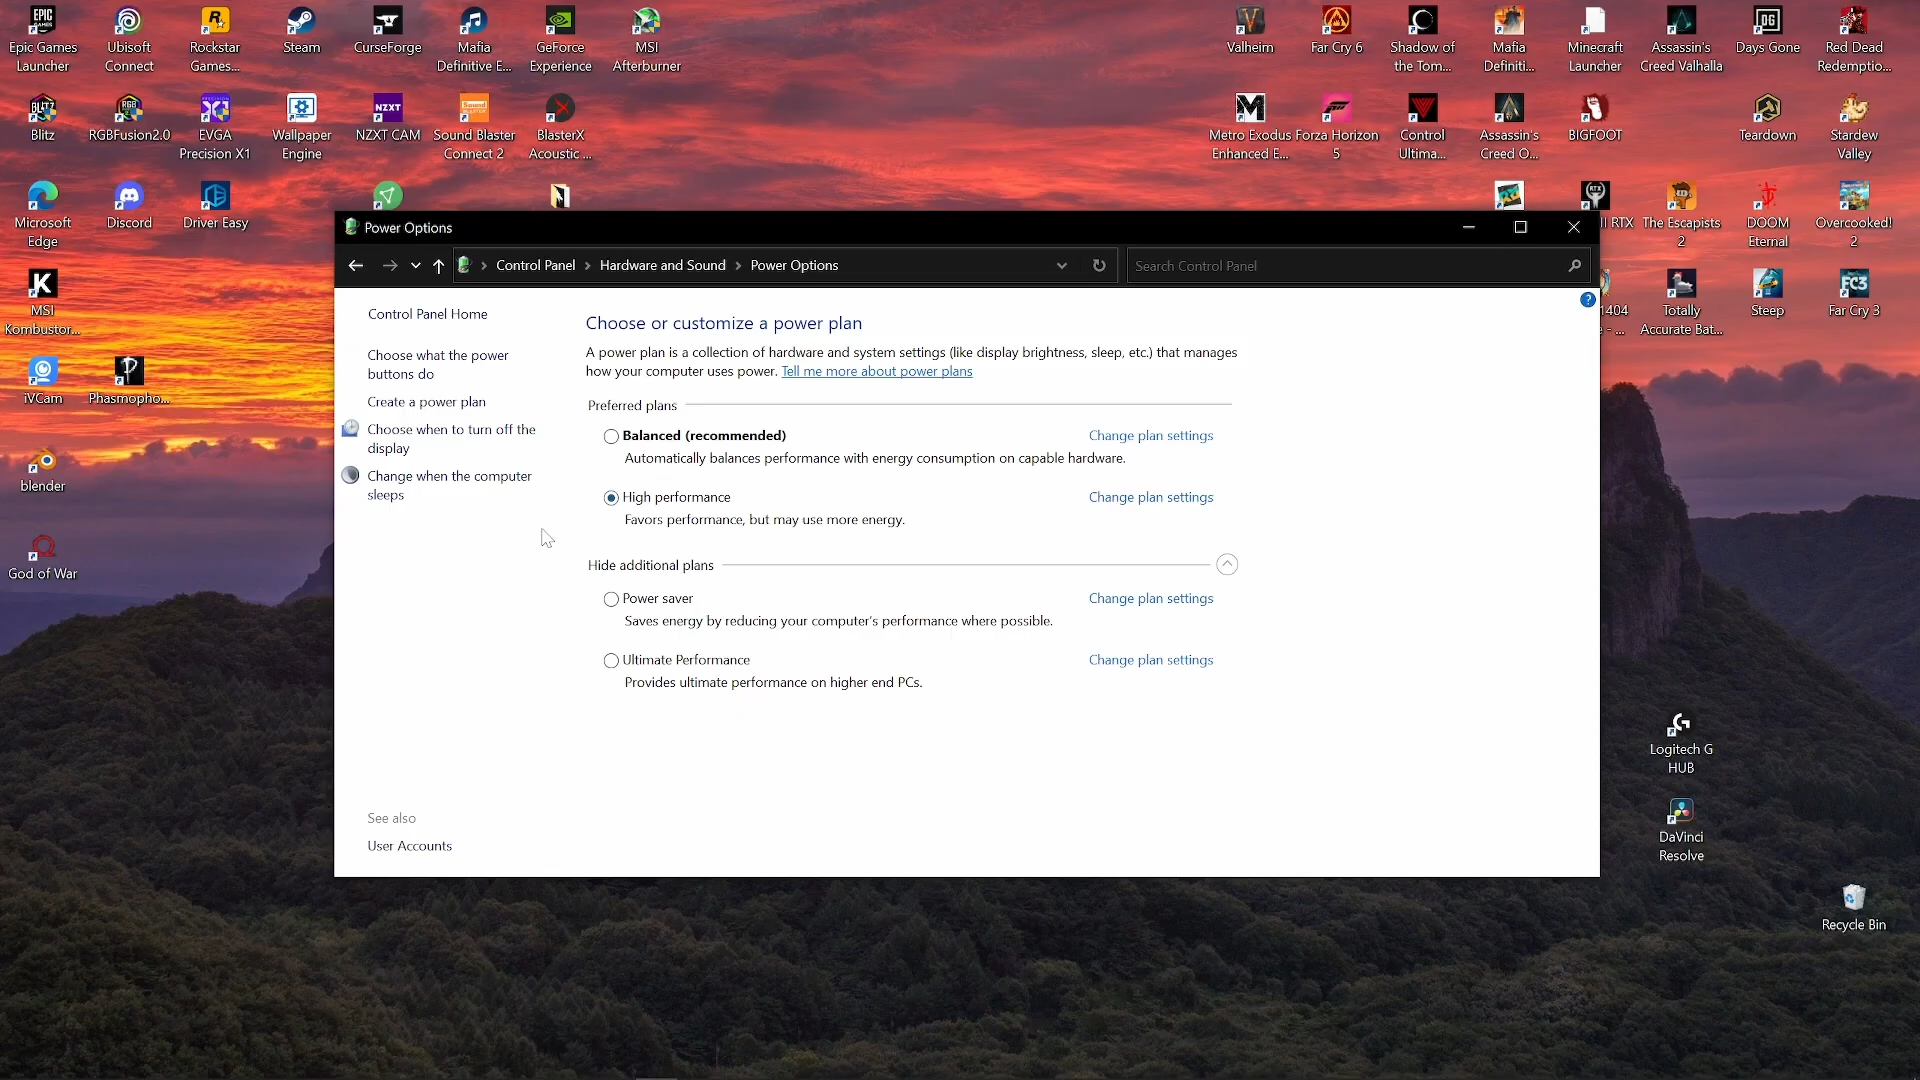 Epic Games
Launcher
Ubisoft
Connect
Rockstar
Games...
Steam
CurseForge
Mafia
Definitive E...
GeForce
Experience
MSI
Afterburner
Valheim
Far Cry 6
Shadow of
the Tom...
Mafia
Definiti...
Minecraft
Launcher
Assassin's
Creed Valhalla
Days Gone
Red Dead
Redemptio...
Blitz
RGBFusion2.0
EVGA
Precision X1
Wallpaper
Engine
NZXT CAM
Sound Blaster
Connect 2
BlasterX
Acoustic ...
Metro Exodus
Enhanced E...
Forza Horizon
5
Control
Ultima...
Assassin's
Creed O...
BIGFOOT
Teardown
Stardew
Valley
Microsoft
Edge
Discord
Driver Easy
RTX
The Escapists
2
DOOM
Eternal
Overcooked!
2
MSI
Kombustor...
1404
e - ...
Totally
Accurate Bat...
Steep
Far Cry 3
iVCam
Phasmopho...
blender
God of War
Logitech G
HUB
DaVinci
Resolve
Recycle Bin
Power Options
Control Panel > Hardware and Sound > Power Options
Search Control Panel
Control Panel Home
Choose what the power
buttons do
Create a power plan
Choose when to turn off the
display
Change when the computer
sleeps
See also
User Accounts
Choose or customize a power plan
A power plan is a collection of hardware and system settings (like display brightness, sleep, etc.) that manages
how your computer uses power. Tell me more about power plans
Preferred plans
Balanced (recommended) Change plan settings
Automatically balances performance with energy consumption on capable hardware.
High performance Change plan settings
Favors performance, but may use more energy.
Hide additional plans
Power saver Change plan settings
Saves energy by reducing your computer's performance where possible.
Ultimate Performance Change plan settings
Provides ultimate performance on higher end PCs.